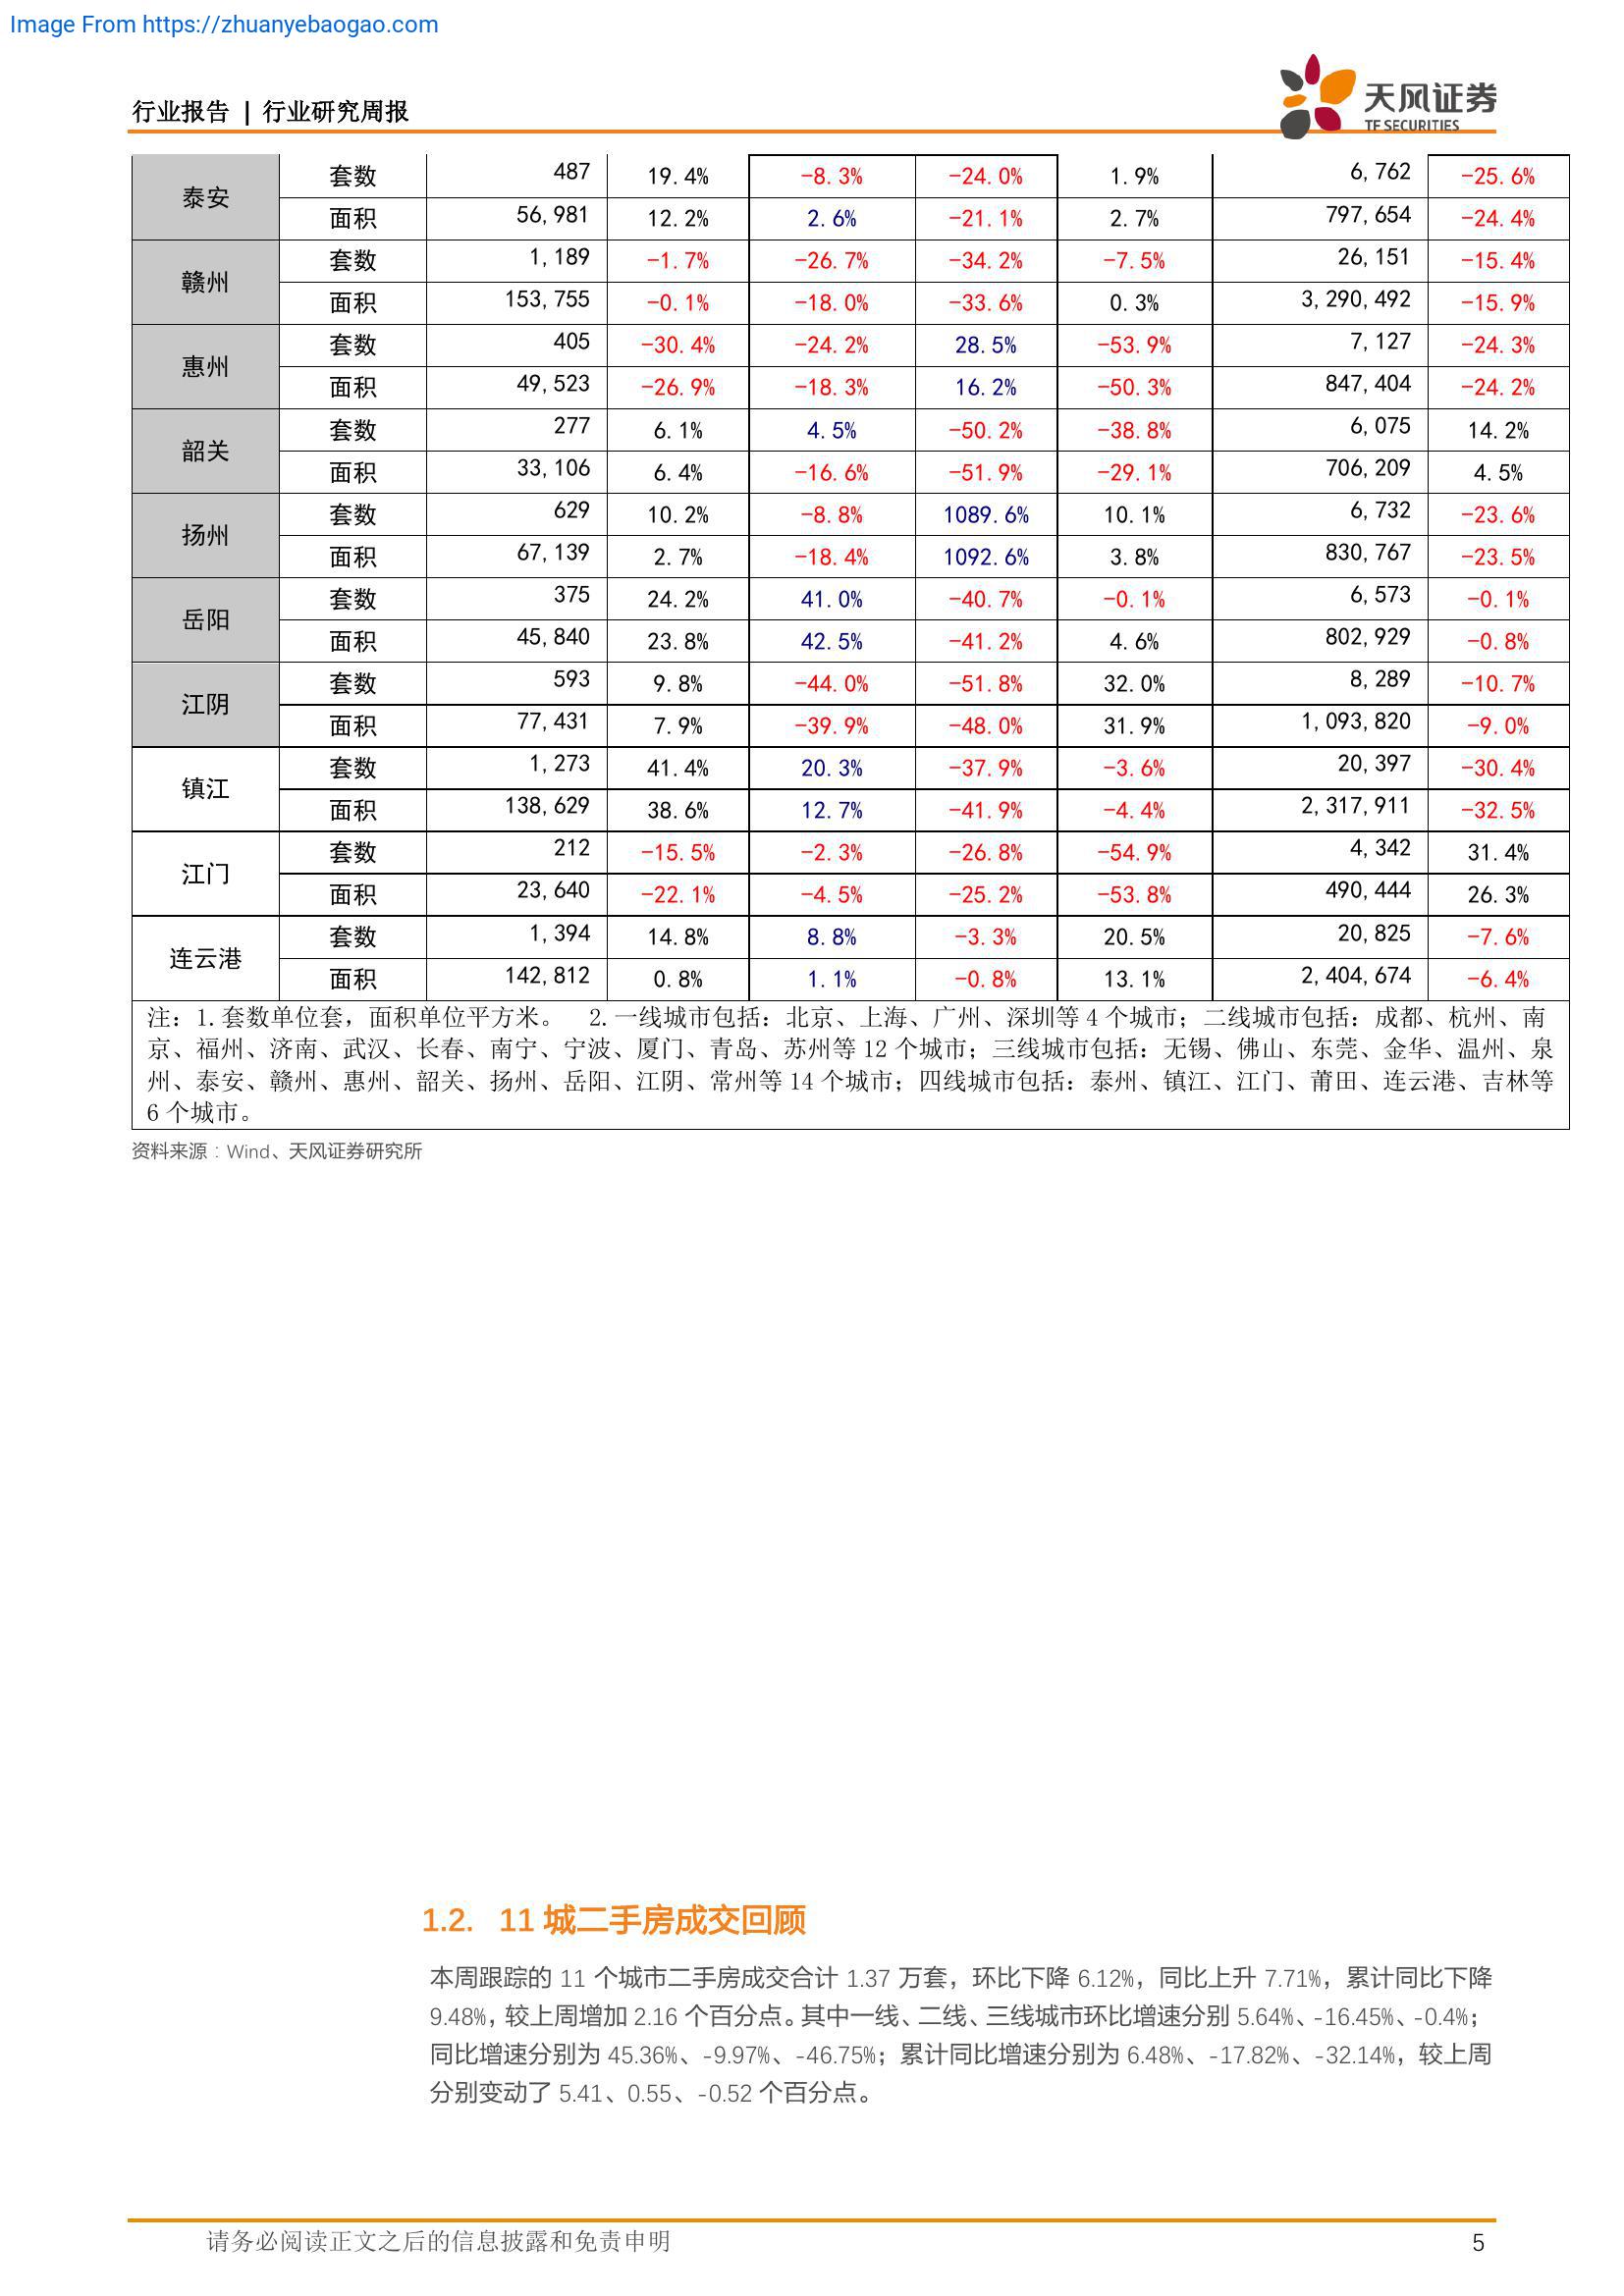 Image From https://zhuanyebaogao.com
行业报告 | 行业研究周报
天风证券
TF SECURITIES
泰安 套数 487 19.4% -8.3% -24.0% 1.9% 6,762 -25.6%
面积 56,981 12.2% 2.6% -21.1% 2.7% 797,654 -24.4%
赣州 套数 1,189 -1.7% -26.7% -34.2% -7.5% 26,151 -15.4%
面积 153,755 -0.1% -18.0% -33.6% 0.3% 3,290,492 -15.9%
惠州 套数 405 -30.4% -24.2% 28.5% -53.9% 7,127 -24.3%
面积 49,523 -26.9% -18.3% 16.2% -50.3% 847,404 -24.2%
韶关 套数 277 6.1% 4.5% -50.2% -38.8% 6,075 14.2%
面积 33,106 6.4% -16.6% -51.9% -29.1% 706,209 4.5%
扬州 套数 629 10.2% -8.8% 1089.6% 10.1% 6,732 -23.6%
面积 67,139 2.7% -18.4% 1092.6% 3.8% 830,767 -23.5%
岳阳 套数 375 24.2% 41.0% -40.7% -0.1% 6,573 -0.1%
面积 45,840 23.8% 42.5% -41.2% 4.6% 802,929 -0.8%
江阴 套数 593 9.8% -44.0% -51.8% 32.0% 8,289 -10.7%
面积 77,431 7.9% -39.9% -48.0% 31.9% 1,093,820 -9.0%
镇江 套数 1,273 41.4% 20.3% -37.9% -3.6% 20,397 -30.4%
面积 138,629 38.6% 12.7% -41.9% -4.4% 2,317,911 -32.5%
江门 套数 212 -15.5% -2.3% -26.8% -54.9% 4,342 31.4%
面积 23,640 -22.1% -4.5% -25.2% -53.8% 490,444 26.3%
连云港 套数 1,394 14.8% 8.8% -3.3% 20.5% 20,825 -7.6%
面积 142,812 0.8% 1.1% -0.8% 13.1% 2,404,674 -6.4%
注：1.套数单位套，面积单位平方米。 2.一线城市包括：北京、上海、广州、深圳等 4 个城市；二线城市包括：成都、杭州、南
京、福州、济南、武汉、长春、南宁、宁波、厦门、青岛、苏州等 12 个城市；三线城市包括：无锡、佛山、东莞、金华、温州、泉
州、泰安、赣州、惠州、韶关、扬州、岳阳、江阴、常州等 14 个城市；四线城市包括：泰州、镇江、江门、莆田、连云港、吉林等
6 个城市。
资料来源：Wind、天风证券研究所
1.2. 11 城二手房成交回顾
本周跟踪的 11 个城市二手房成交合计 1.37 万套，环比下降 6.12%，同比上升 7.71%，累计同比下降
9.48%，较上周增加 2.16 个百分点。其中一线、二线、三线城市环比增速分别 5.64%、-16.45%、-0.4%；
同比增速分别为 45.36%、-9.97%、-46.75%；累计同比增速分别为 6.48%、-17.82%、-32.14%，较上周
分别变动了 5.41、0.55、-0.52 个百分点。
请务必阅读正文之后的信息披露和免责申明 5